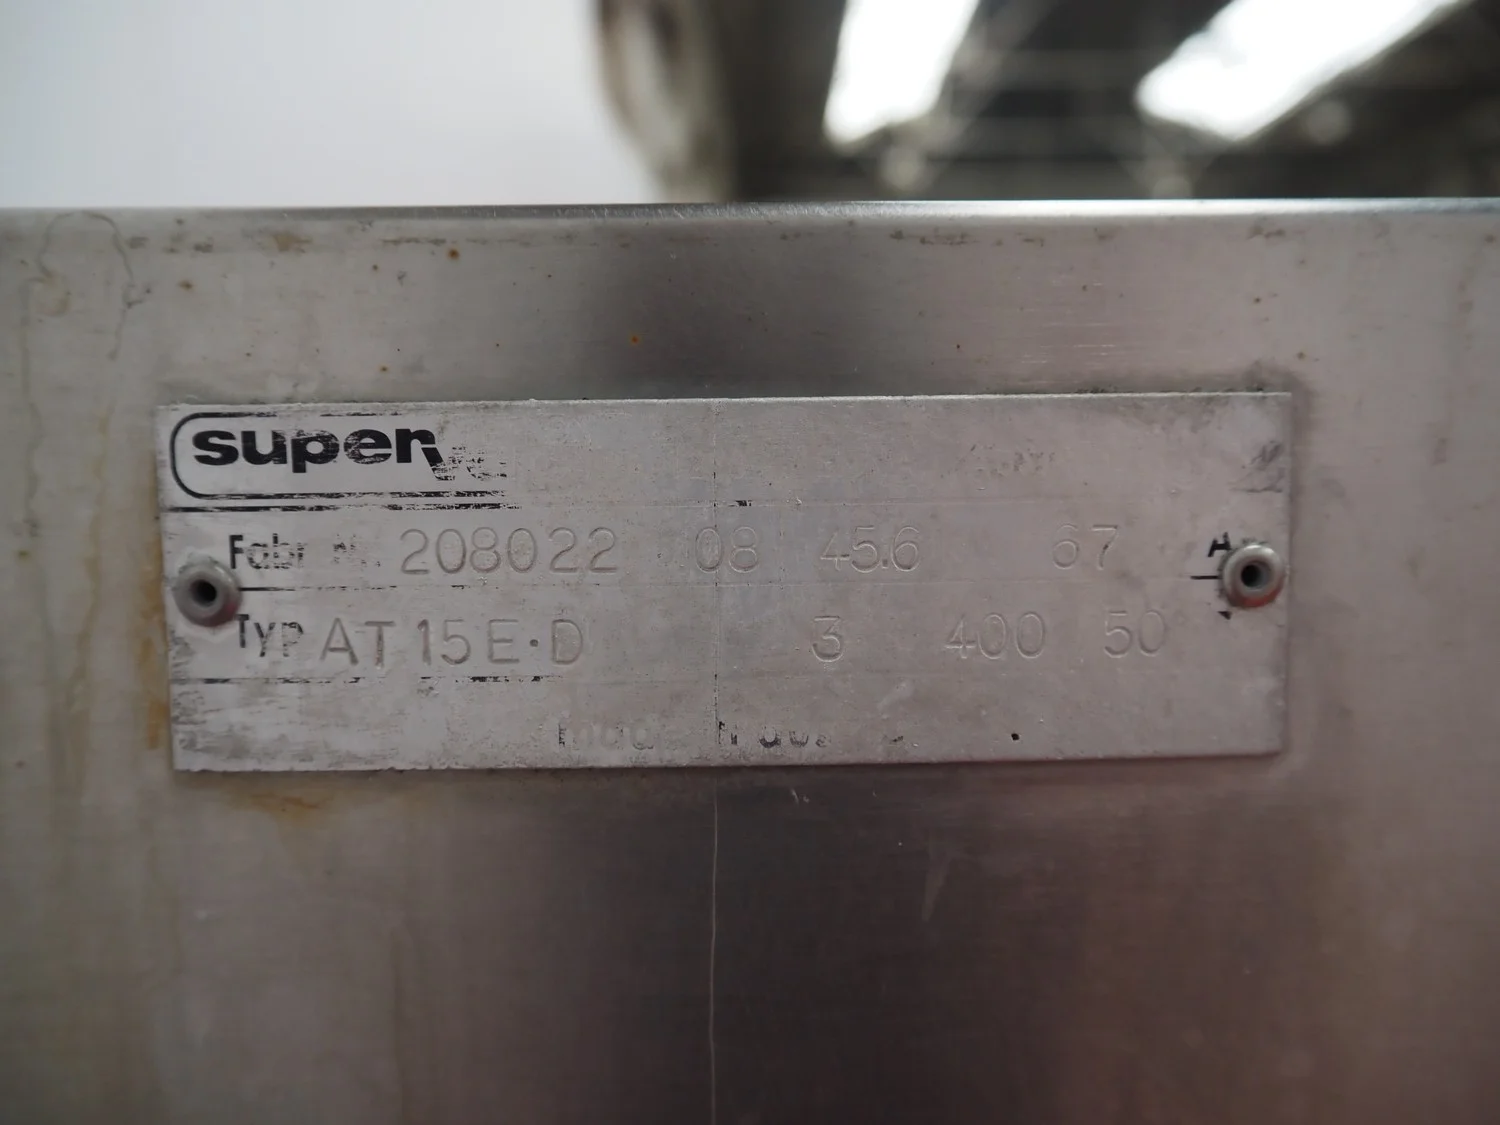 super
Fabr Nr. 208022 08 45.6 67 A
Typ AT 15 E·D 3 400 50